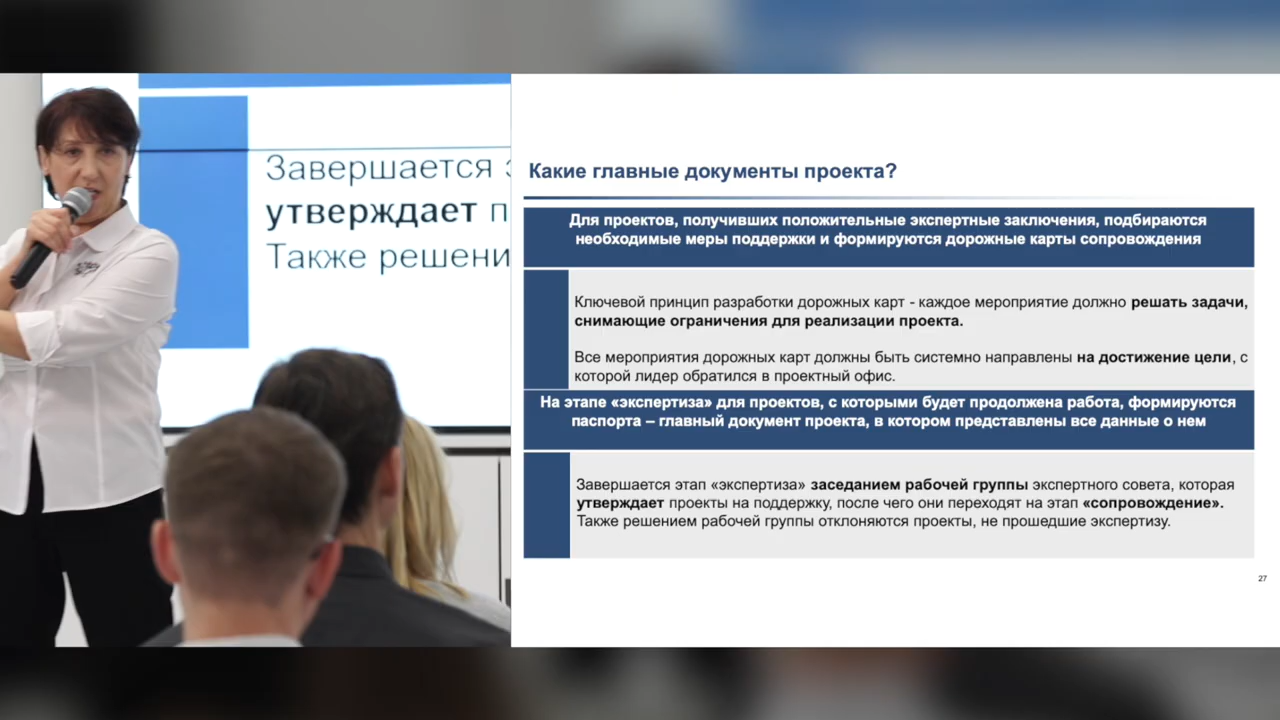 Завершается
утверждает
Также решени
Какие главные документы проекта?
Для проектов, получивших положительные экспертные заключения, подбираются
необходимые меры поддержки и формируются дорожные карты сопровождения
Ключевой принцип разработки дорожных карт - каждое мероприятие должно решать задачи,
снимающие ограничения для реализации проекта.
Все мероприятия дорожных карт должны быть системно направлены на достижение цели, с
которой лидер обратился в проектный офис.
На этапе «экспертиза» для проектов, с которыми будет продолжена работа, формируются
паспорта – главный документ проекта, в котором представлены все данные о нем
Завершается этап «экспертиза» заседанием рабочей группы экспертного совета, которая
утверждает проекты на поддержку, после чего они переходят на этап «сопровождение».
Также решением рабочей группы отклоняются проекты, не прошедшие экспертизу.
27